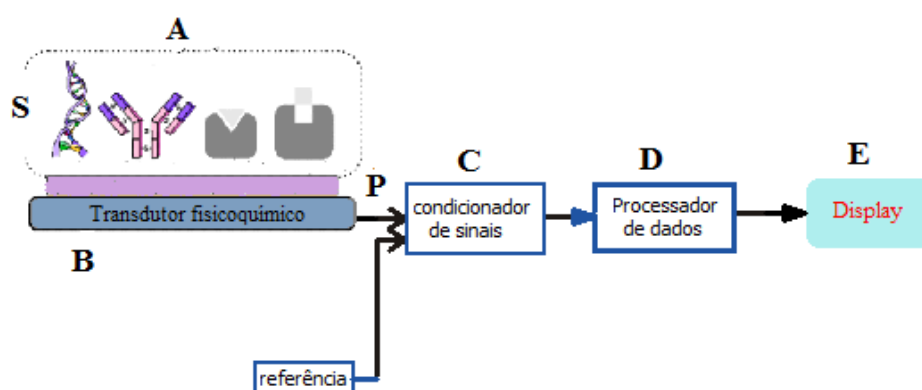 A
S
P
Transdutor fisicoquímico
B
C
condicionador
de sinais
D
Processador
de dados
E
Display
referência